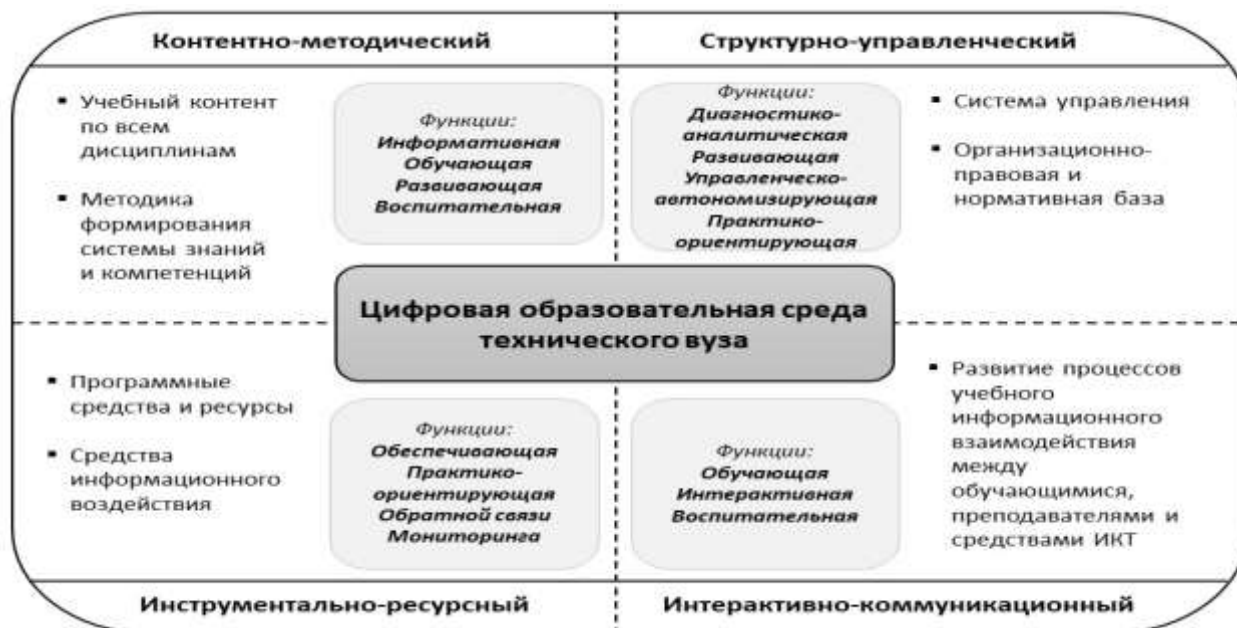 Контентно-методический
▪ Учебный контент
по всем
дисциплинам
▪ Методика
формирования
системы знаний
и компетенций
Функции:
Информативная
Обучающая
Развивающая
Воспитательная
Структурно-управленческий
Функции:
Диагностико-
аналитическая
Развивающая
Управленческо-
автономизирующая
Практико-
ориентирующая
▪ Система управления
▪ Организационно-
правовая и
нормативная база
Цифровая образовательная среда
технического вуза
▪ Программные
средства и ресурсы
▪ Средства
информационного
воздействия
Функции:
Обеспечивающая
Практико-
ориентирующая
Обратной связи
Мониторинга
Инструментально-ресурсный
Функции:
Обучающая
Интерактивная
Воспитательная
▪ Развитие процессов
учебного
информационного
взаимодействия
между
обучающимися,
преподавателями и
средствами ИКТ
Интерактивно-коммуникационный